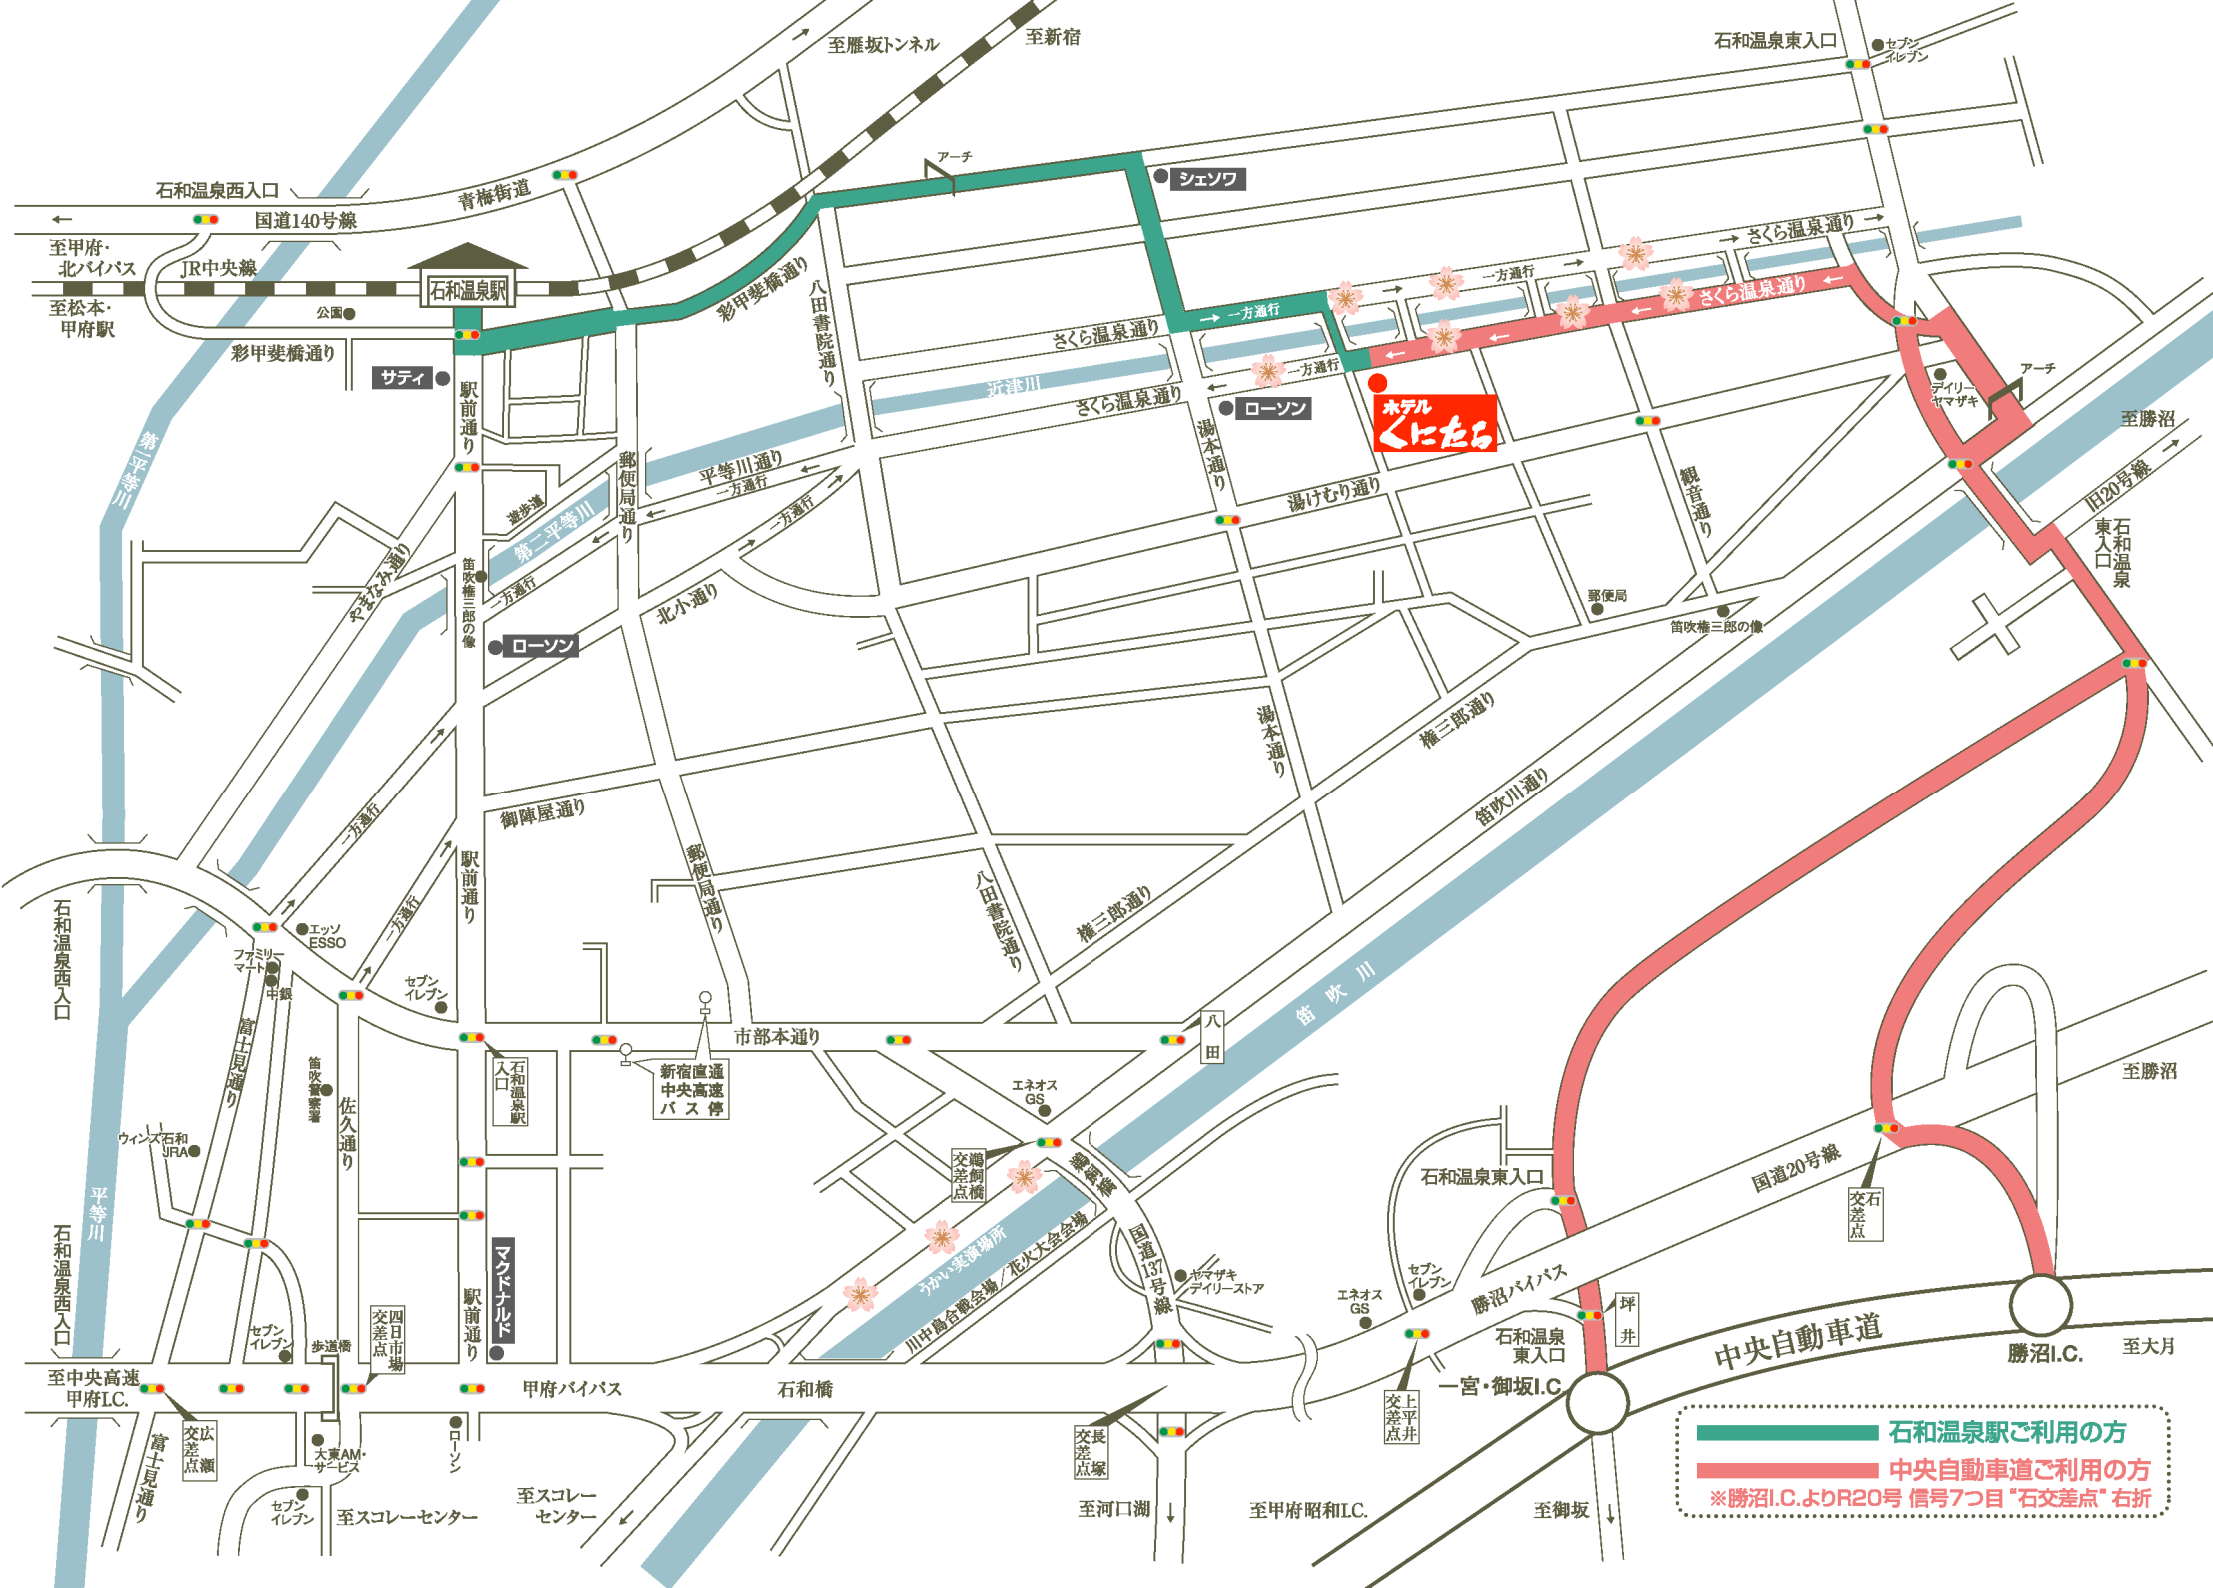 至雁坂トンネル
至新宿
石和温泉東入口
セブン
イレブン
石和温泉西入口
国道140号線
青梅街道
アーチ
シェソワ
至甲府・
北バイパス
JR中央線
石和温泉駅
至松本・
甲府駅
公園
彩甲斐橋通り
彩甲斐橋通り
八田書院通り
さくら温泉通り
一方通行
さくら温泉通り
一方通行
さくら温泉通り
近津川
さくら温泉通り
一方通行
サティ
駅前通り
ローソン
ホテル
くにたち
湯本通り
デイリー
ヤマザキ
アーチ
至勝沼
旧20号線
石和温泉
東入口
第一平等川
郵便局通り
平等川通り
一方通行
一方通行
遊歩道
第二平等川
一方通行
湯けむり通り
観音通り
やまなみ通り
笛吹権三郎の像
北小通り
ローソン
郵便局
笛吹権三郎の像
湯本通り
権三郎通り
笛吹川通り
一方通行
御陣屋通り
駅前通り
郵便局通り
八田書院通り
権三郎通り
一方通行
石和温泉西入口
エッソ
ESSO
ファミリー
マート
中銀
セブン
イレブン
笛吹川
富士見通り
笛吹警察署
佐久通り
石和温泉駅
入口
市部本通り
新宿直通
中央高速
バス停
八田
エネオス
GS
鵜飼橋
交差点
鵜飼橋
ウィンズ石和
JRA
平等川
石和温泉西入口
うかい実演場所
川中島合戦会場／花火大会会場
国道137号線
ヤマザキ
デイリーストア
石和温泉東入口
国道20号線
至勝沼
石
交差点
マクドナルド
駅前通り
四日市場
交差点
歩道橋
セブン
イレブン
至中央高速
甲府I.C.
甲府バイパス
石和橋
エネオス
GS
セブン
イレブン
勝沼バイパス
坪井
石和温泉
東入口
一宮・御坂I.C.
中央自動車道
勝沼I.C.
至大月
広瀬
交差点
富士見通り
大東AM・
サービス
ローソン
セブン
イレブン
至スコレーセンター
至スコレー
センター
長塚
交差点
上平井
交差点
至河口湖
至甲府昭和I.C.
至御坂
石和温泉駅ご利用の方
中央自動車道ご利用の方
※勝沼I.C.よりR20号 信号7つ目“石交差点”右折